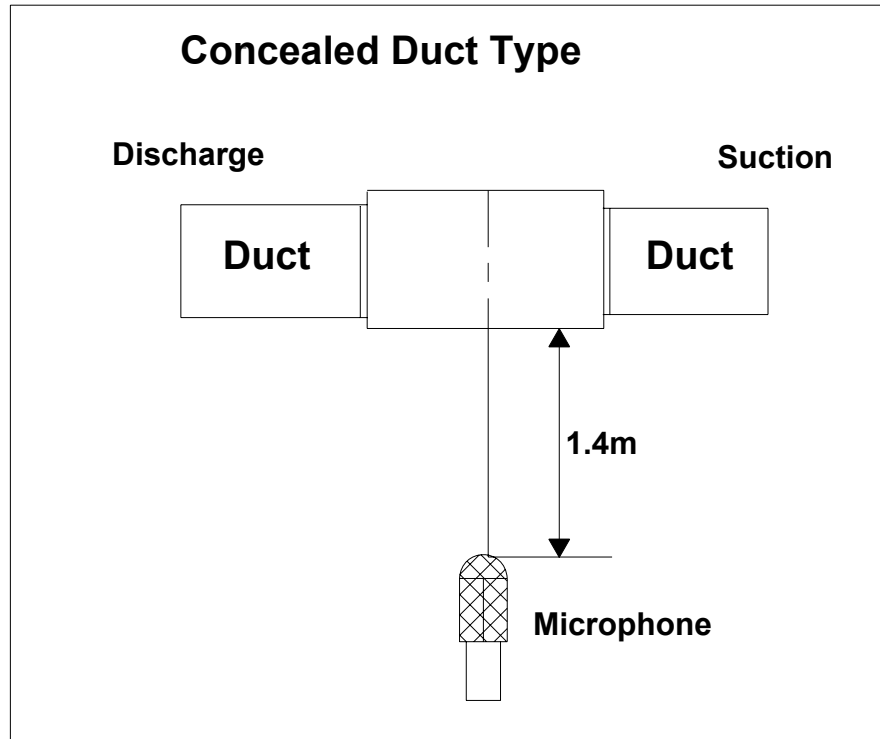 Concealed Duct Type
Discharge
Suction
Duct
Duct
1.4m
Microphone